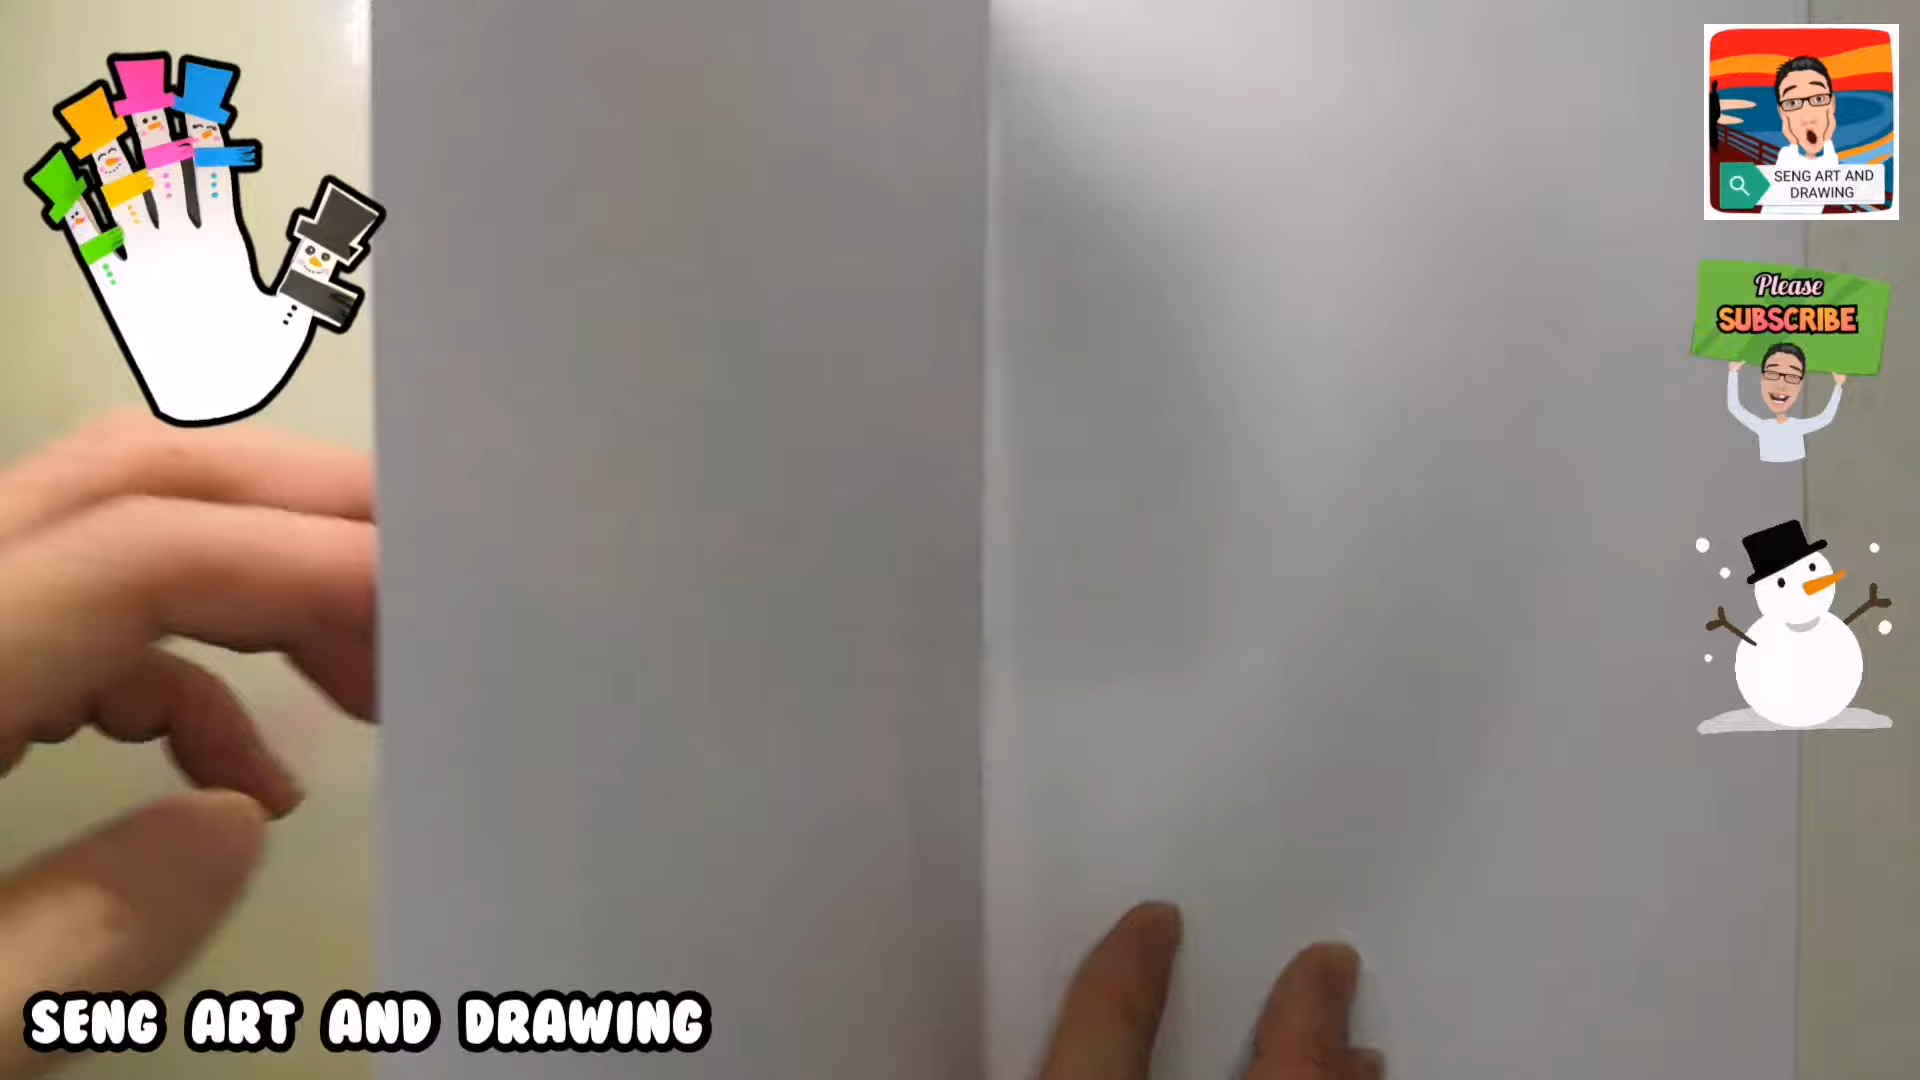 SENG ART AND
DRAWING
Please
SUBSCRIBE
SENG ART AND DRAWING